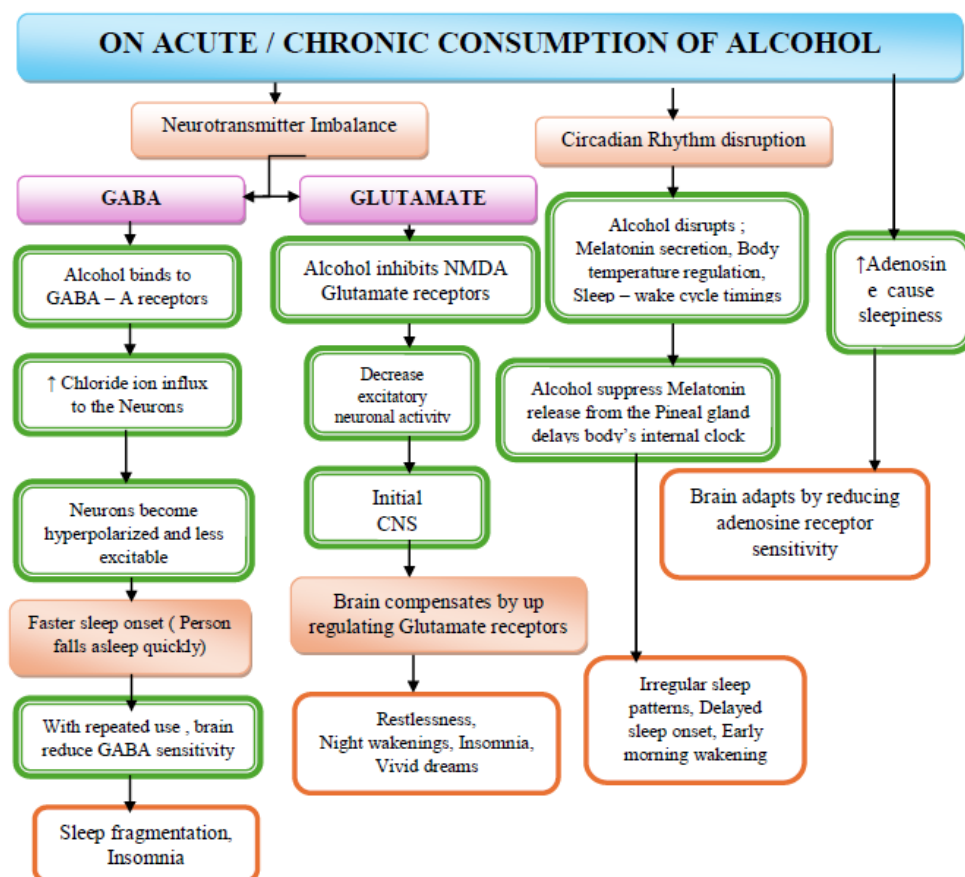 ON ACUTE / CHRONIC CONSUMPTION OF ALCOHOL
Neurotransmitter Imbalance
Circadian Rhythm disruption
GABA
GLUTAMATE
Alcohol binds to
GABA – A receptors
Alcohol inhibits NMDA
Glutamate receptors
Alcohol disrupts ;
Melatonin secretion, Body
temperature regulation,
Sleep – wake cycle timings
↑Adenosin
e cause
sleepiness
↑ Chloride ion influx
to the Neurons
Decrease
excitatory
neuronal activity
Alcohol suppress Melatonin
release from the Pineal gland
delays body's internal clock
Neurons become
hyperpolarized and less
excitable
Initial
CNS
Brain adapts by reducing
adenosine receptor
sensitivity
Faster sleep onset ( Person
falls asleep quickly)
Brain compensates by up
regulating Glutamate receptors
With repeated use , brain
reduce GABA sensitivity
Restlessness,
Night wakenings, Insomnia,
Vivid dreams
Irregular sleep
patterns, Delayed
sleep onset, Early
morning wakening
Sleep fragmentation,
Insomnia